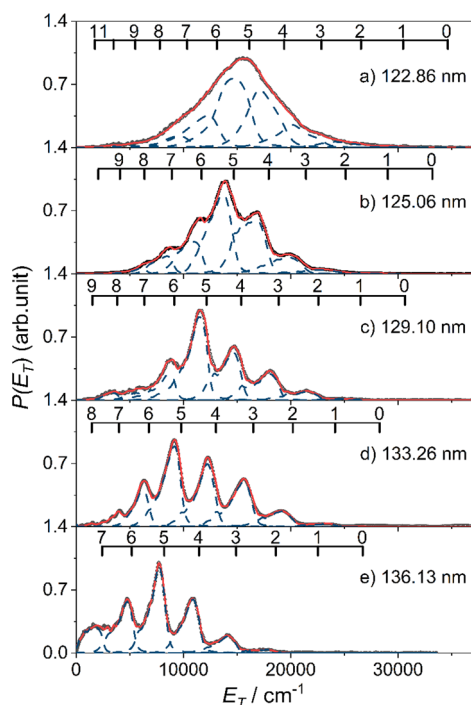 1.4
11 9 8 7 6 5 4 3 2 1 0
0.7
a) 122.86 nm
1.4
9 8 7 6 5 4 3 2 1 0
0.7
b) 125.06 nm
1.4
9 8 7 6 5 4 3 2 1 0
0.7
c) 129.10 nm
1.4
8 7 6 5 4 3 2 1 0
0.7
d) 133.26 nm
1.4
7 6 5 4 3 2 1 0
0.7
e) 136.13 nm
0.0
0 10000 20000 30000
P(E_T) (arb.unit)
E_T / cm⁻¹